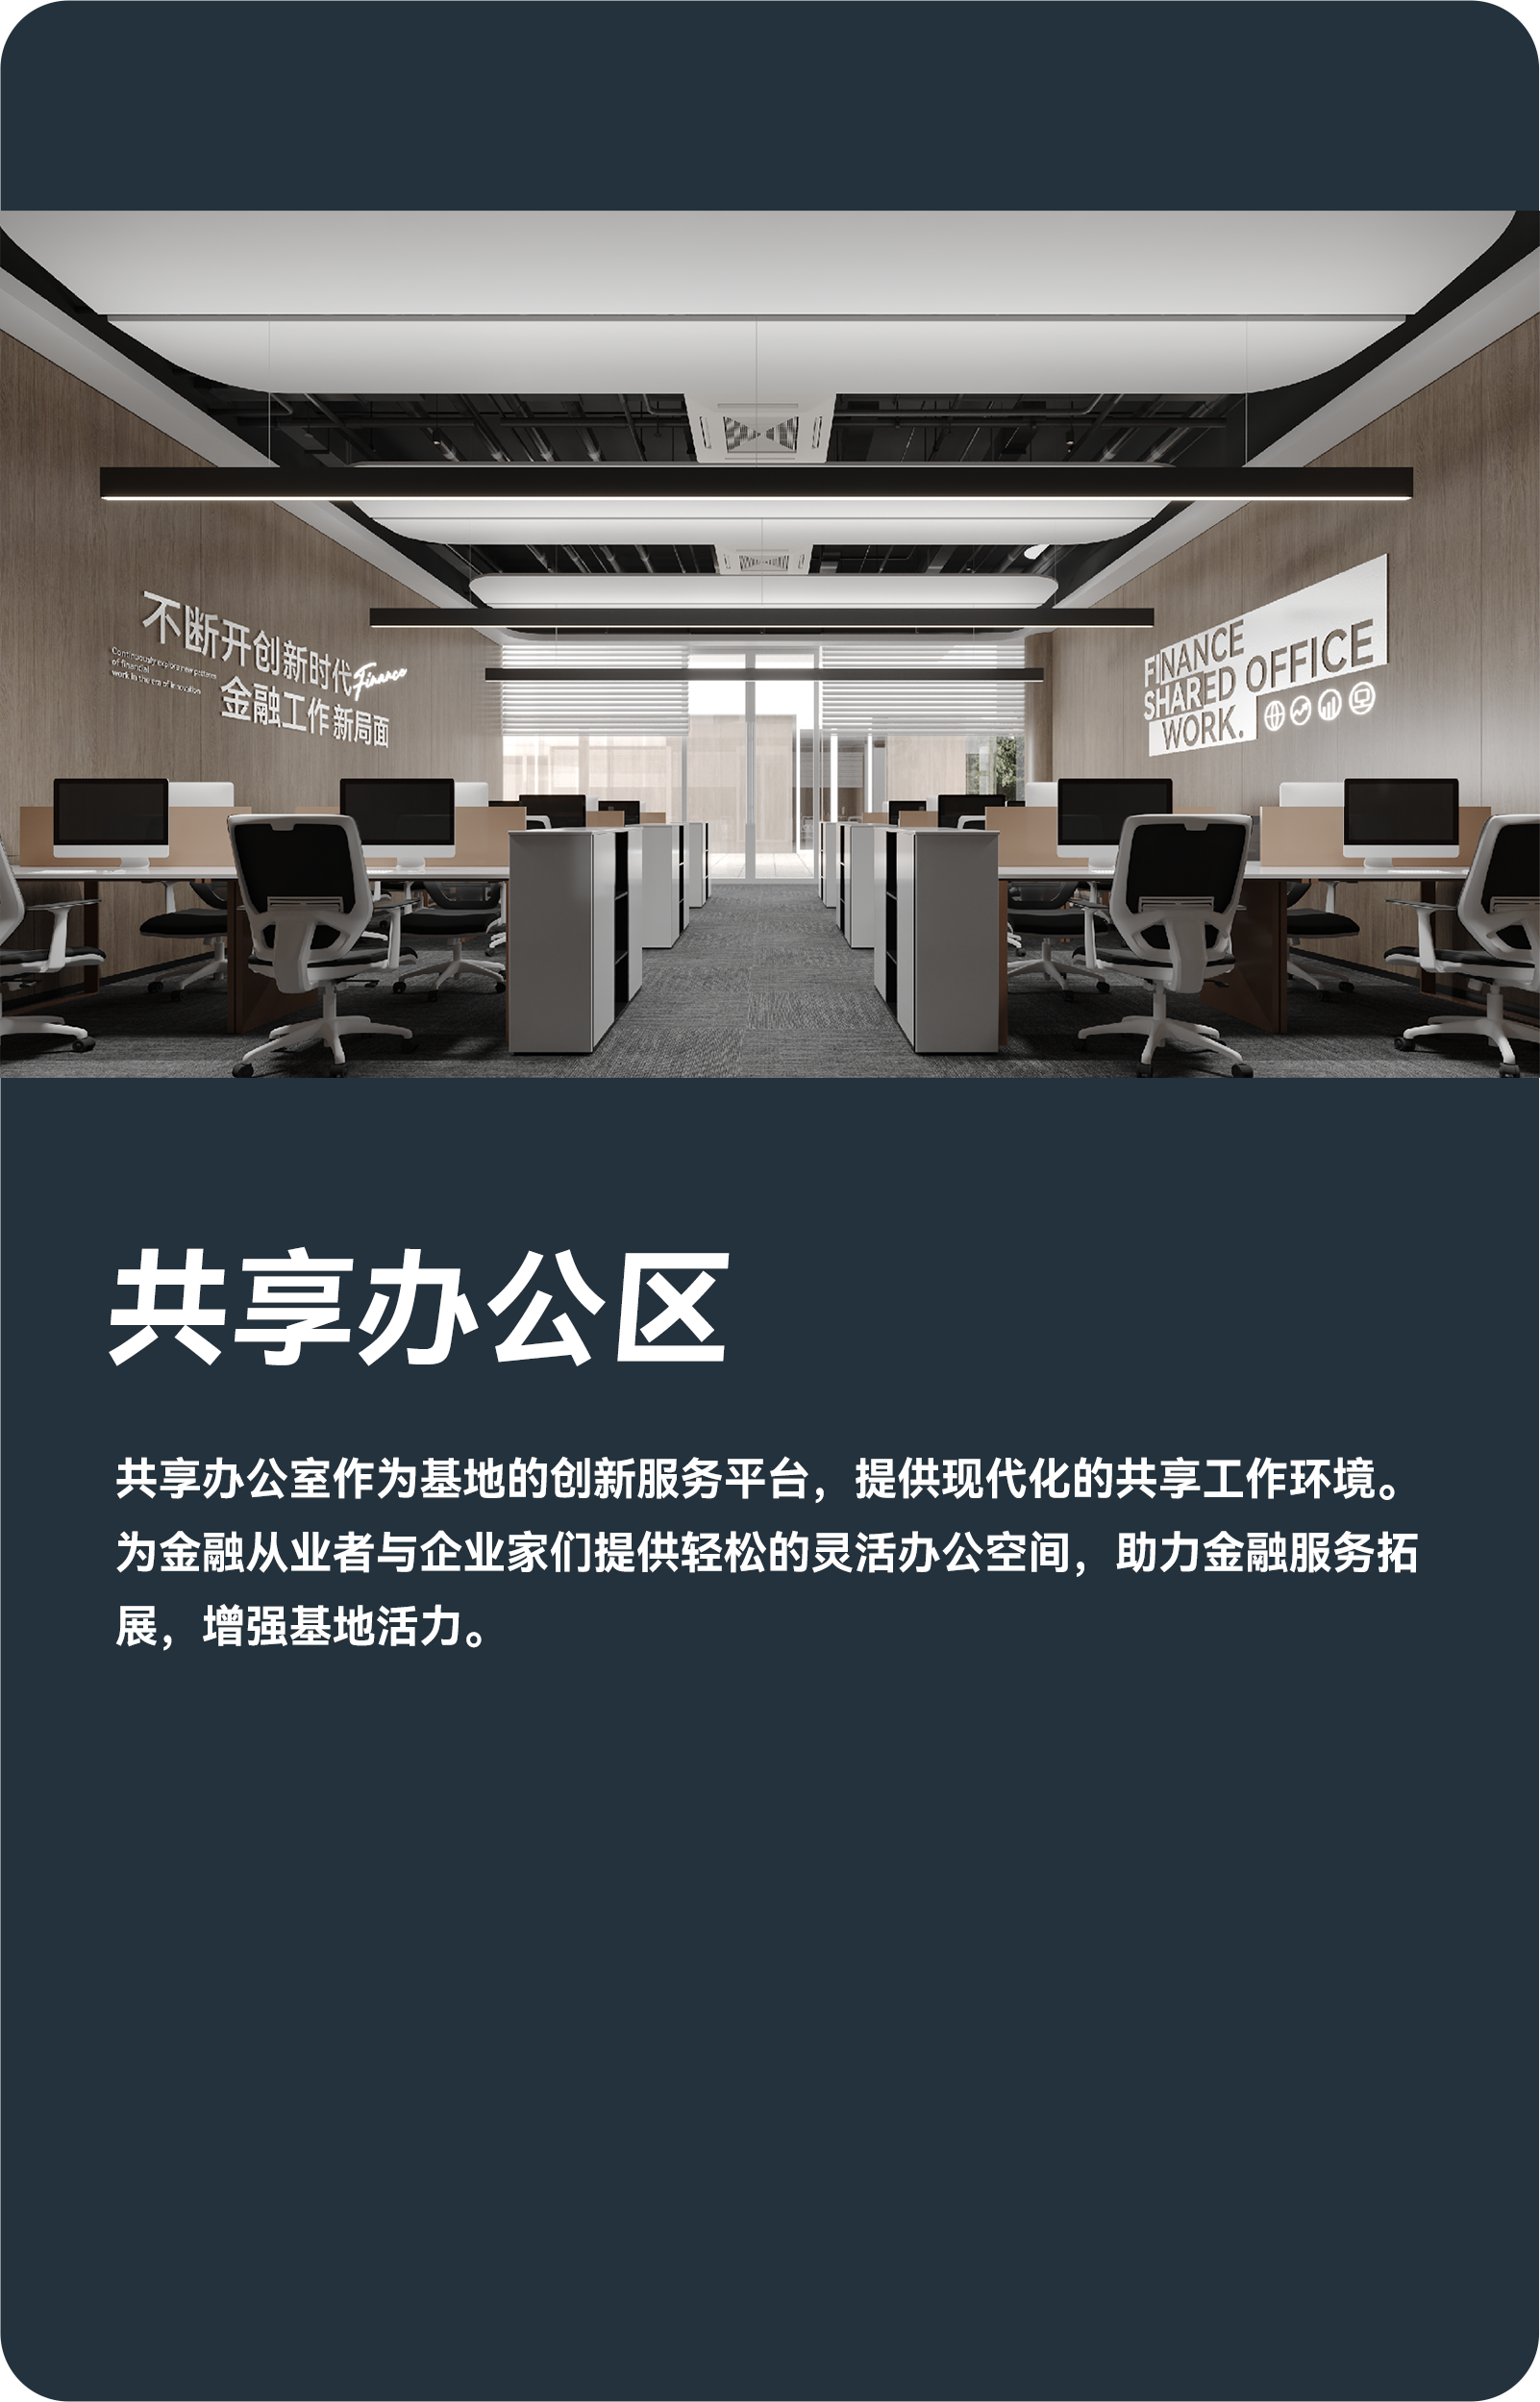 不断开创新时代
Finance
Continuously explore new patterns
of financial
work in the era of innovation
金融工作新局面
FINANCE
SHARED OFFICE
WORK.
共享办公区
共享办公室作为基地的创新服务平台，提供现代化的共享工作环境。
为金融从业者与企业家们提供轻松的灵活办公空间，助力金融服务拓
展，增强基地活力。